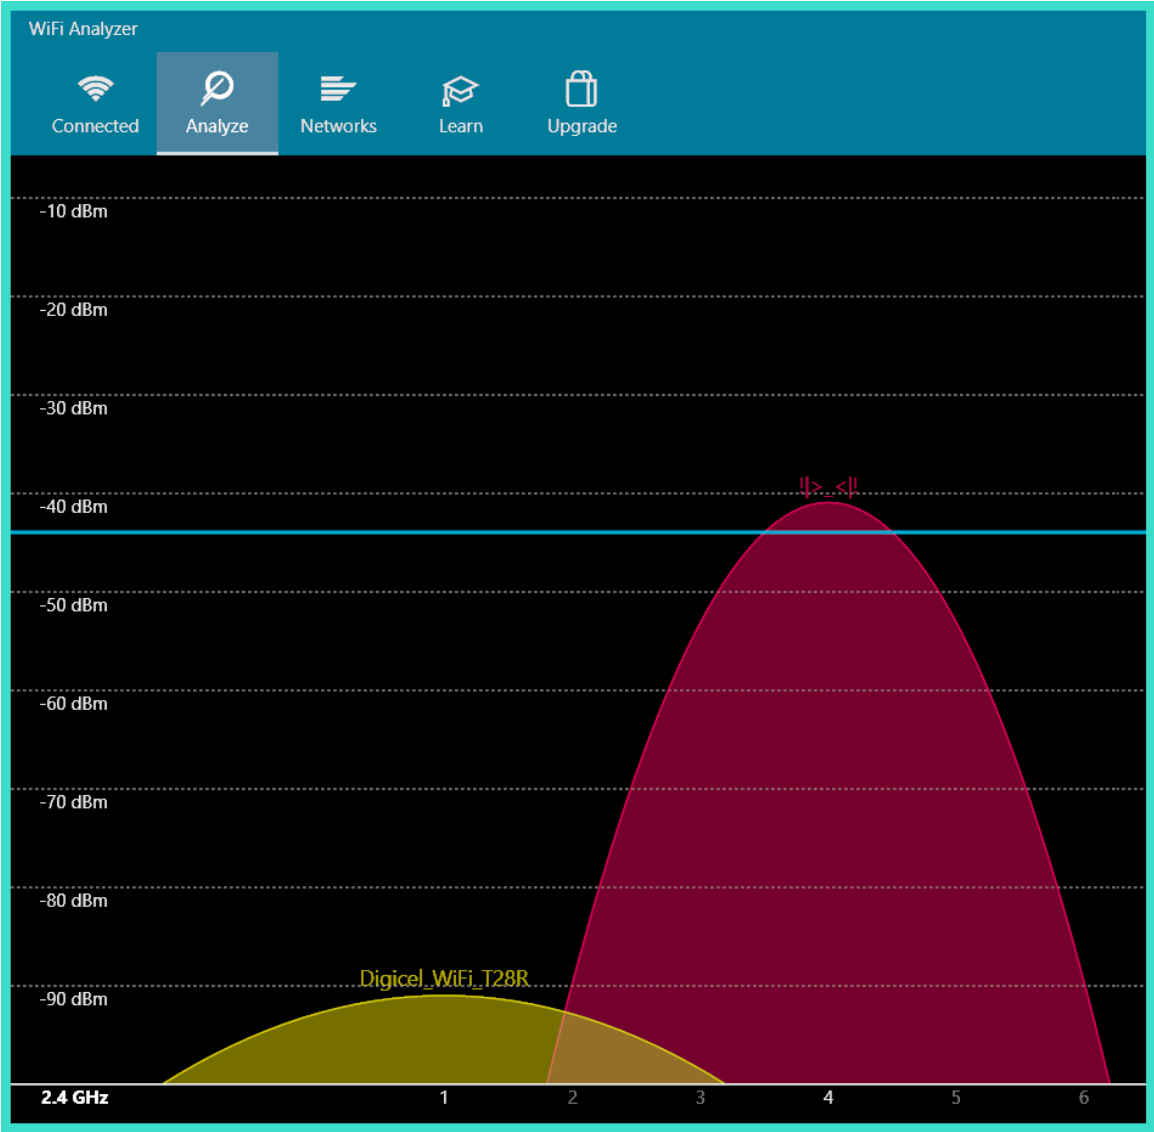 WiFi Analyzer
Connected Analyze Networks Learn Upgrade
-10 dBm
-20 dBm
-30 dBm
!|>_<|!
-40 dBm
-50 dBm
-60 dBm
-70 dBm
-80 dBm
Digicel_WiFi_T28R
-90 dBm
2.4 GHz 1 2 3 4 5 6